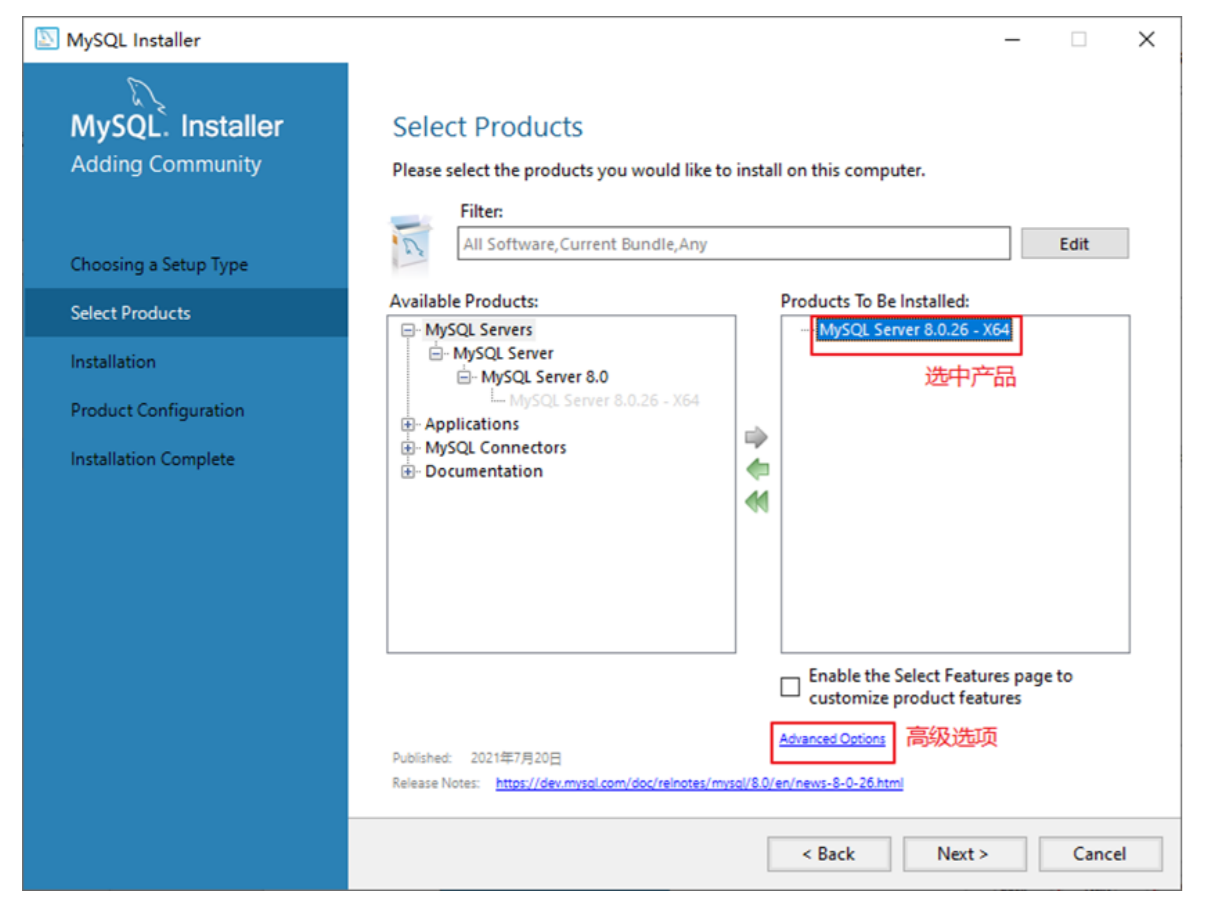 MySQL Installer
MySQL. Installer
Adding Community
Choosing a Setup Type
Select Products
Installation
Product Configuration
Installation Complete
Select Products
Please select the products you would like to install on this computer.
Filter:
All Software,Current Bundle,Any
Edit
Available Products:
MySQL Servers
MySQL Server
MySQL Server 8.0
MySQL Server 8.0.26 - X64
Applications
MySQL Connectors
Documentation
Products To Be Installed:
MySQL Server 8.0.26 - X64
选中产品
Enable the Select Features page to
customize product features
Advanced Options 高级选项
Published: 2021年7月20日
Release Notes: https://dev.mysql.com/doc/relnotes/mysql/8.0/en/news-8-0-26.html
< Back Next > Cancel